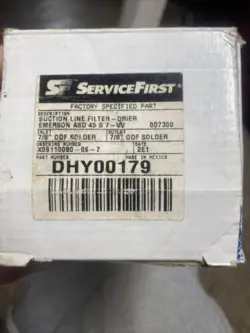 SF SERVICEFIRST
FACTORY SPECIFIED PART
DESCRIPTION
SUCTION LINE FILTER-DRIER
EMERSON ASD 45 S 7-VV 007300
INLET OUTLET
7/8" ODF SOLDER 7/8" ODF SOLDER
ORDERING NUMBER DATE
X09110090-06-7 2E1
PART NUMBER MADE IN MEXICO
DHY00179